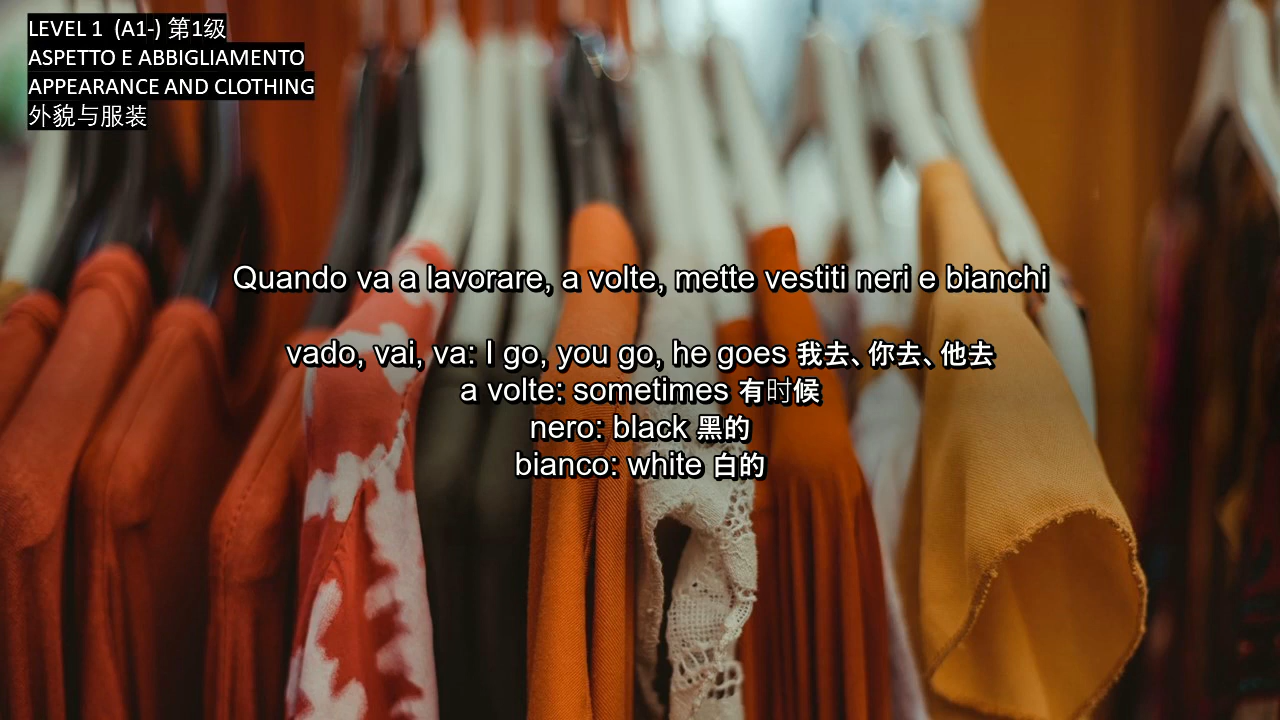 LEVEL 1 (A1-) 第1级
ASPETTO E ABBIGLIAMENTO
APPEARANCE AND CLOTHING
外貌与服装
Quando va a lavorare, a volte, mette vestiti neri e bianchi
vado, vai, va: I go, you go, he goes 我去、你去、他去
a volte: sometimes 有时候
nero: black 黑的
bianco: white 白的